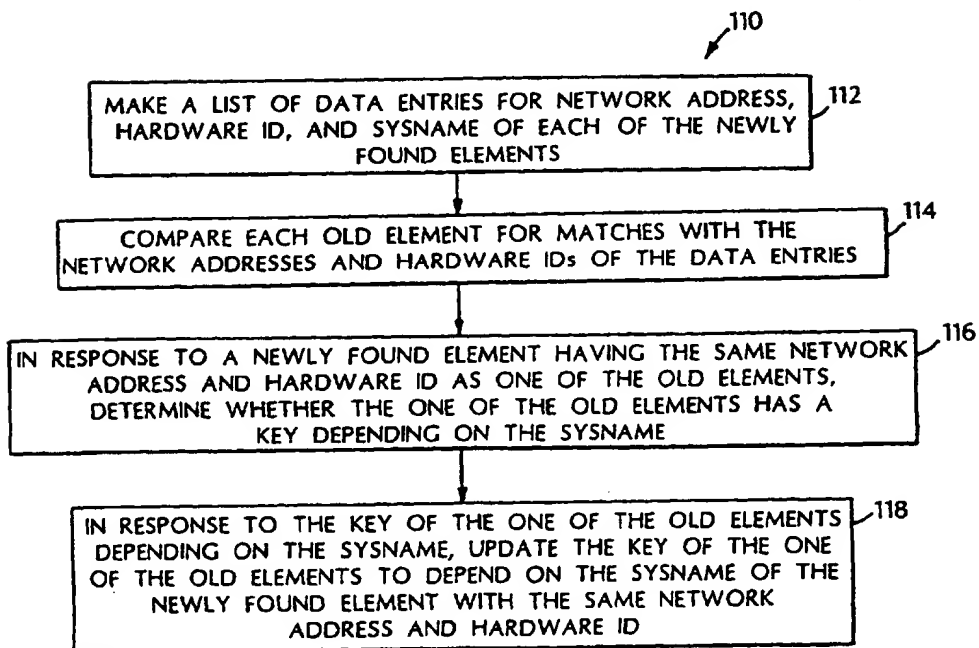 110
MAKE A LIST OF DATA ENTRIES FOR NETWORK ADDRESS,
HARDWARE ID, AND SYSNAME OF EACH OF THE NEWLY
FOUND ELEMENTS
112
COMPARE EACH OLD ELEMENT FOR MATCHES WITH THE
NETWORK ADDRESSES AND HARDWARE IDs OF THE DATA ENTRIES
114
IN RESPONSE TO A NEWLY FOUND ELEMENT HAVING THE SAME NETWORK
ADDRESS AND HARDWARE ID AS ONE OF THE OLD ELEMENTS,
DETERMINE WHETHER THE ONE OF THE OLD ELEMENTS HAS A
KEY DEPENDING ON THE SYSNAME
116
IN RESPONSE TO THE KEY OF THE ONE OF THE OLD ELEMENTS
DEPENDING ON THE SYSNAME, UPDATE THE KEY OF THE ONE
OF THE OLD ELEMENTS TO DEPEND ON THE SYSNAME OF THE
NEWLY FOUND ELEMENT WITH THE SAME NETWORK
ADDRESS AND HARDWARE ID
118